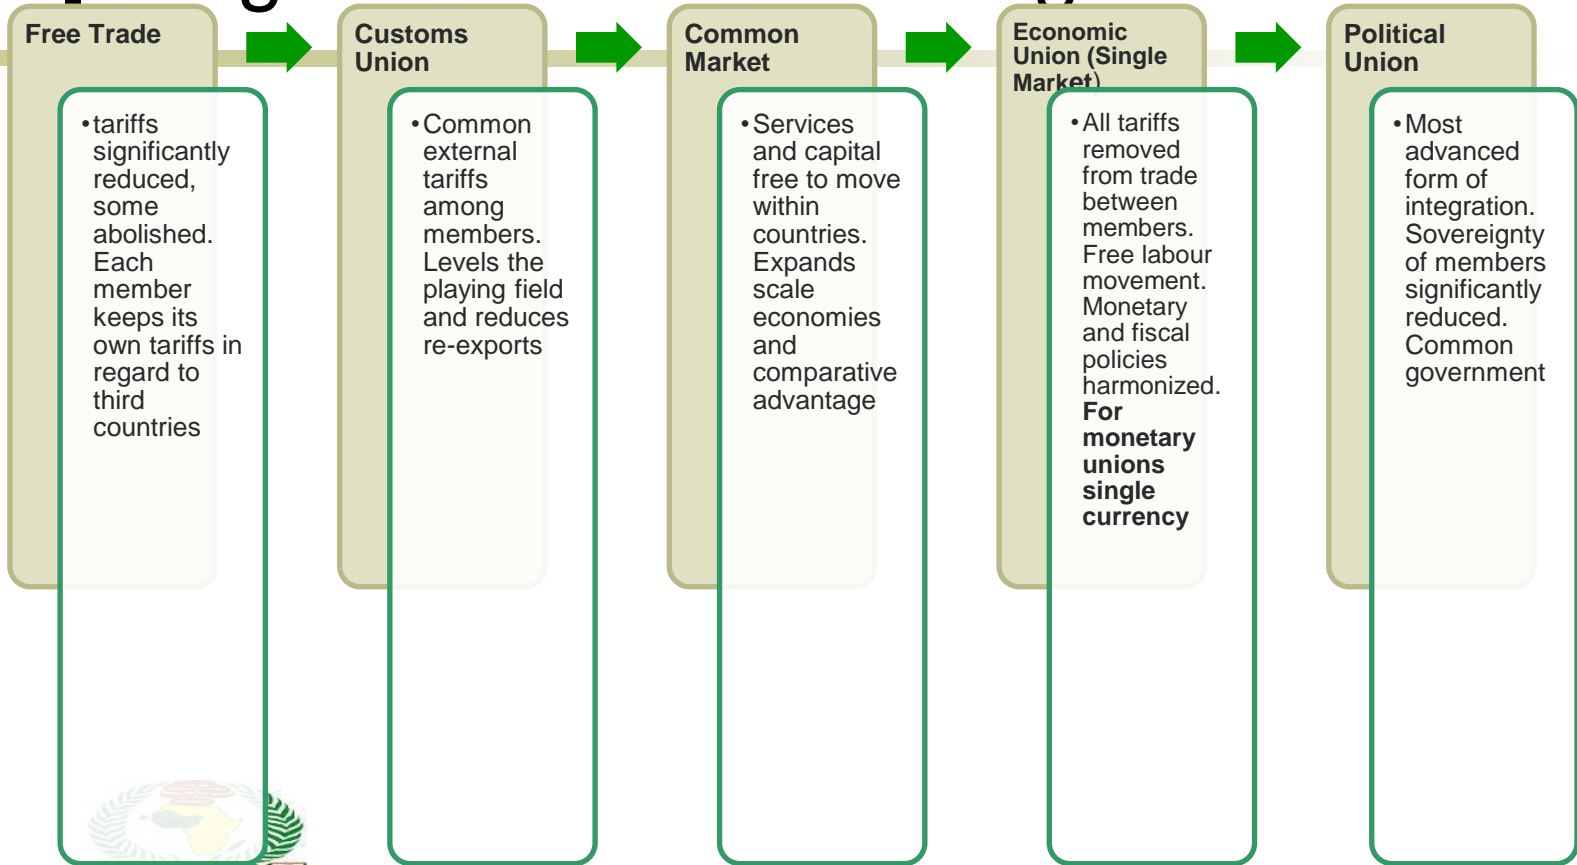 Free Trade
•tariffs
significantly
reduced,
some
abolished.
Each
member
keeps its
own tariffs in
regard to
third
countries
Customs
Union
•Common
external
tariffs
among
members.
Levels the
playing field
and reduces
re-exports
Common
Market
•Services
and capital
free to move
within
countries.
Expands
scale
economies
and
comparative
advantage
Economic
Union (Single
Market)
•All tariffs
removed
from trade
between
members.
Free labour
movement.
Monetary
and fiscal
policies
harmonized.
For
monetary
unions
single
currency
Political
Union
•Most
advanced
form of
integration.
Sovereignty
of members
significantly
reduced.
Common
government